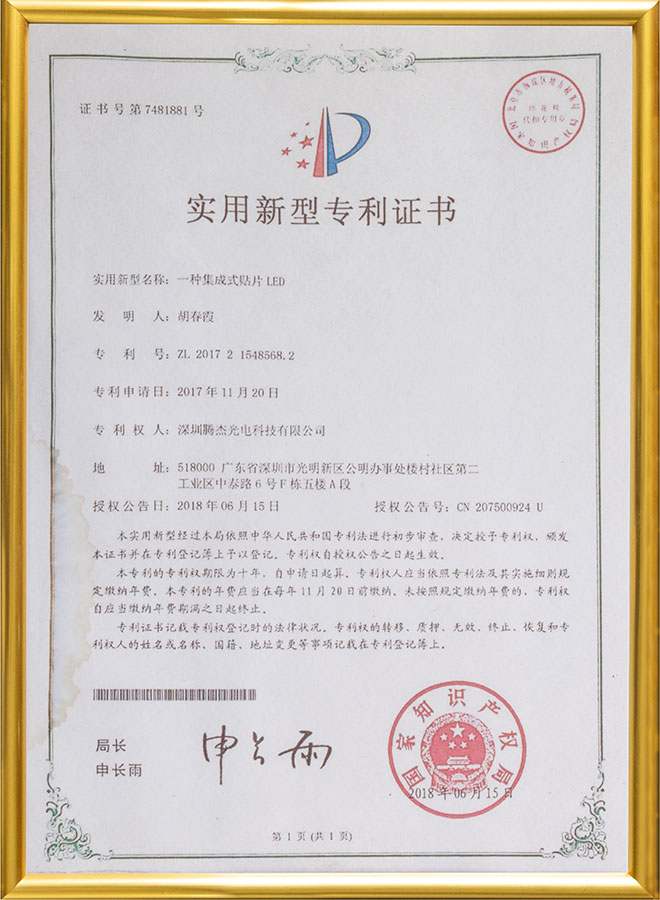 证书号第7481881号
实用新型专利证书
实用新型名称：一种集成式贴片LED
发明人：胡春霞
专利号：ZL 2017 2 1548568.2
专利申请日：2017年11月20日
专利权人：深圳腾杰光电科技有限公司
地址：518000 广东省深圳市光明新区公明办事处楼村社区第二
工业区中泰路6号F栋五楼A段
授权公告日：2018年06月15日 授权公告号：CN 207500924 U
本实用新型经过本局依照中华人民共和国专利法进行初步审查，决定授予专利权，颁发
本证书并在专利登记簿上予以登记。专利权自授权公告之日起生效。
本专利的专利权期限为十年，自申请日起算。专利权人应当依照专利法及其实施细则规
定缴纳年费。本专利的年费应当在每年11月20日前缴纳。未按照规定缴纳年费的，专利权
自应当缴纳年费期满之日起终止。
专利证书记载专利权登记时的法律状况。专利权的转移、质押、无效、终止、恢复和专
利权人的姓名或名称、国籍、地址变更等事项记载在专利登记簿上。
局长
申长雨
申长雨
国家知识产权局
2018年06月15日
第1页(共1页)